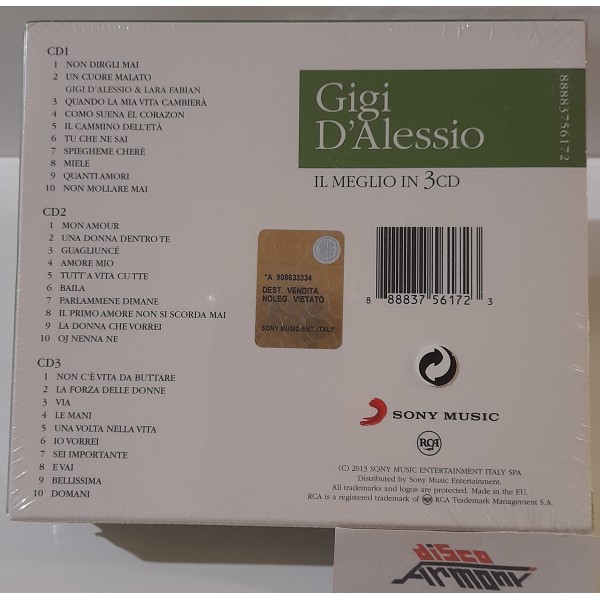 CD1
1 NON DIRGLI MAI
2 UN CUORE MALATO
GIGI D'ALESSIO & LARA FABIAN
3 QUANDO LA MIA VITA CAMBIERÀ
4 COMO SUENA EL CORAZON
5 IL CAMMINO DELL'ETÀ
6 TU CHE NE SAI
7 SPIEGHEME CHERÈ
8 MIELE
9 QUANTI AMORI
10 NON MOLLARE MAI
CD2
1 MON AMOUR
2 UNA DONNA DENTRO TE
3 GUAGLIUNCÉ
4 AMORE MIO
5 TUTT'A VITA CU TTE
6 BAILA
7 PARLAMMENE DIMANE
8 IL PRIMO AMORE NON SI SCORDA MAI
9 LA DONNA CHE VORREI
10 OJ NENNA NE
CD3
1 NON C'È VITA DA BUTTARE
2 LA FORZA DELLE DONNE
3 VIA
4 LE MANI
5 UNA VOLTA NELLA VITA
6 IO VORREI
7 SEI IMPORTANTE
8 E VAI
9 BELLISSIMA
10 DOMANI
Gigi
D'Alessio
88883756172
IL MEGLIO IN 3CD
*A 908633334
DEST. VENDITA
NOLEG. VIETATO
SONY MUSIC ENT. ITALY
8 88837 56172 3
SONY MUSIC
RCA
(C) 2013 SONY MUSIC ENTERTAINMENT ITALY SPA
Distributed by Sony Music Entertainment.
All trademarks and logos are protected. Made in the EU.
RCA is a registered trademark of RCA Trademark Management S.A.
disco
Armony